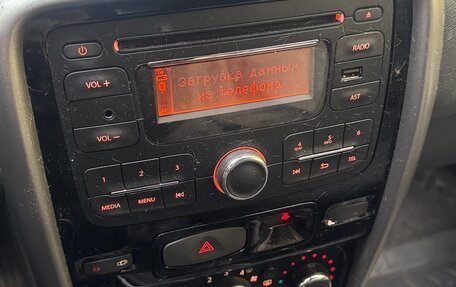 RADIO
VOL +
Загрузка данных
из телефона
AST
VOL −
1 2 3
4 5 6
MEDIA MENU
TEL